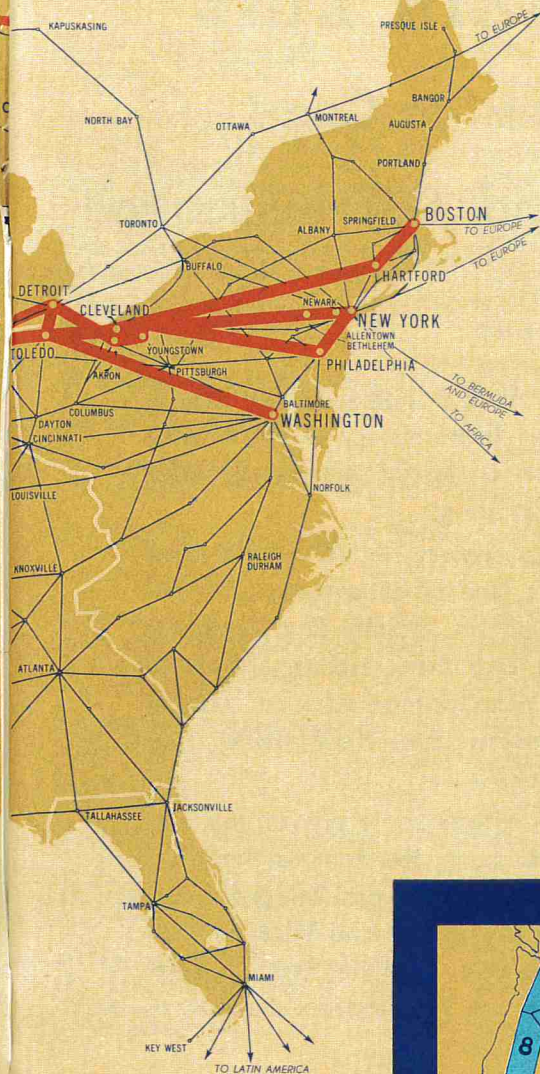 KAPUSKASING
PRESQUE ISLE
TO EUROPE
BANGOR
NORTH BAY
OTTAWA
MONTREAL
AUGUSTA
PORTLAND
TORONTO
ALBANY
SPRINGFIELD
BOSTON
TO EUROPE
TO EUROPE
BUFFALO
HARTFORD
DETROIT
CLEVELAND
NEWARK
NEW YORK
ALLENTOWN
BETHLEHEM
TOLEDO
YOUNGSTOWN
AKRON
PITTSBURGH
PHILADELPHIA
TO BERMUDA
AND EUROPE
TO AFRICA
COLUMBUS
BALTIMORE
WASHINGTON
DAYTON
CINCINNATI
LOUISVILLE
NORFOLK
KNOXVILLE
RALEIGH
DURHAM
ATLANTA
JACKSONVILLE
TALLAHASSEE
TAMPA
MIAMI
KEY WEST
TO LATIN AMERICA
8